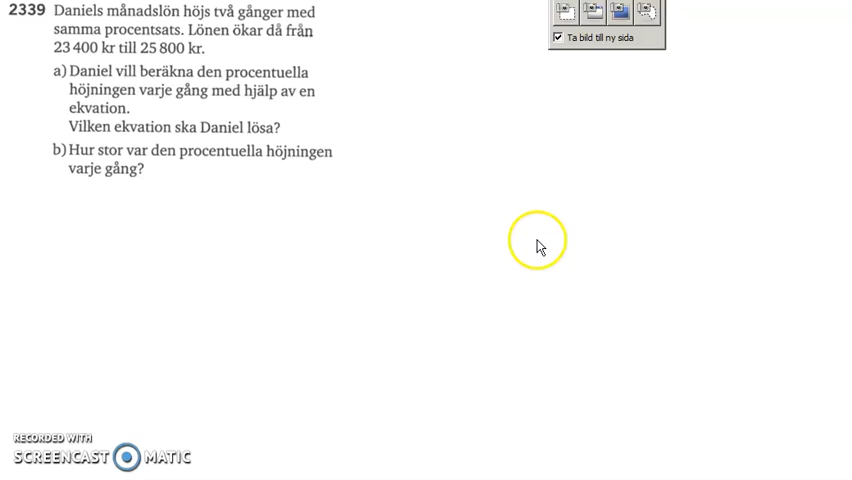 2339 Daniels månadslön höjs två gånger med
samma procentsats. Lönen ökar då från
23 400 kr till 25 800 kr.
a) Daniel vill beräkna den procentuella
höjningen varje gång med hjälp av en
ekvation.
Vilken ekvation ska Daniel lösa?
b) Hur stor var den procentuella höjningen
varje gång?
Ta bild till ny sida
RECORDED WITH
SCREENCAST MATIC